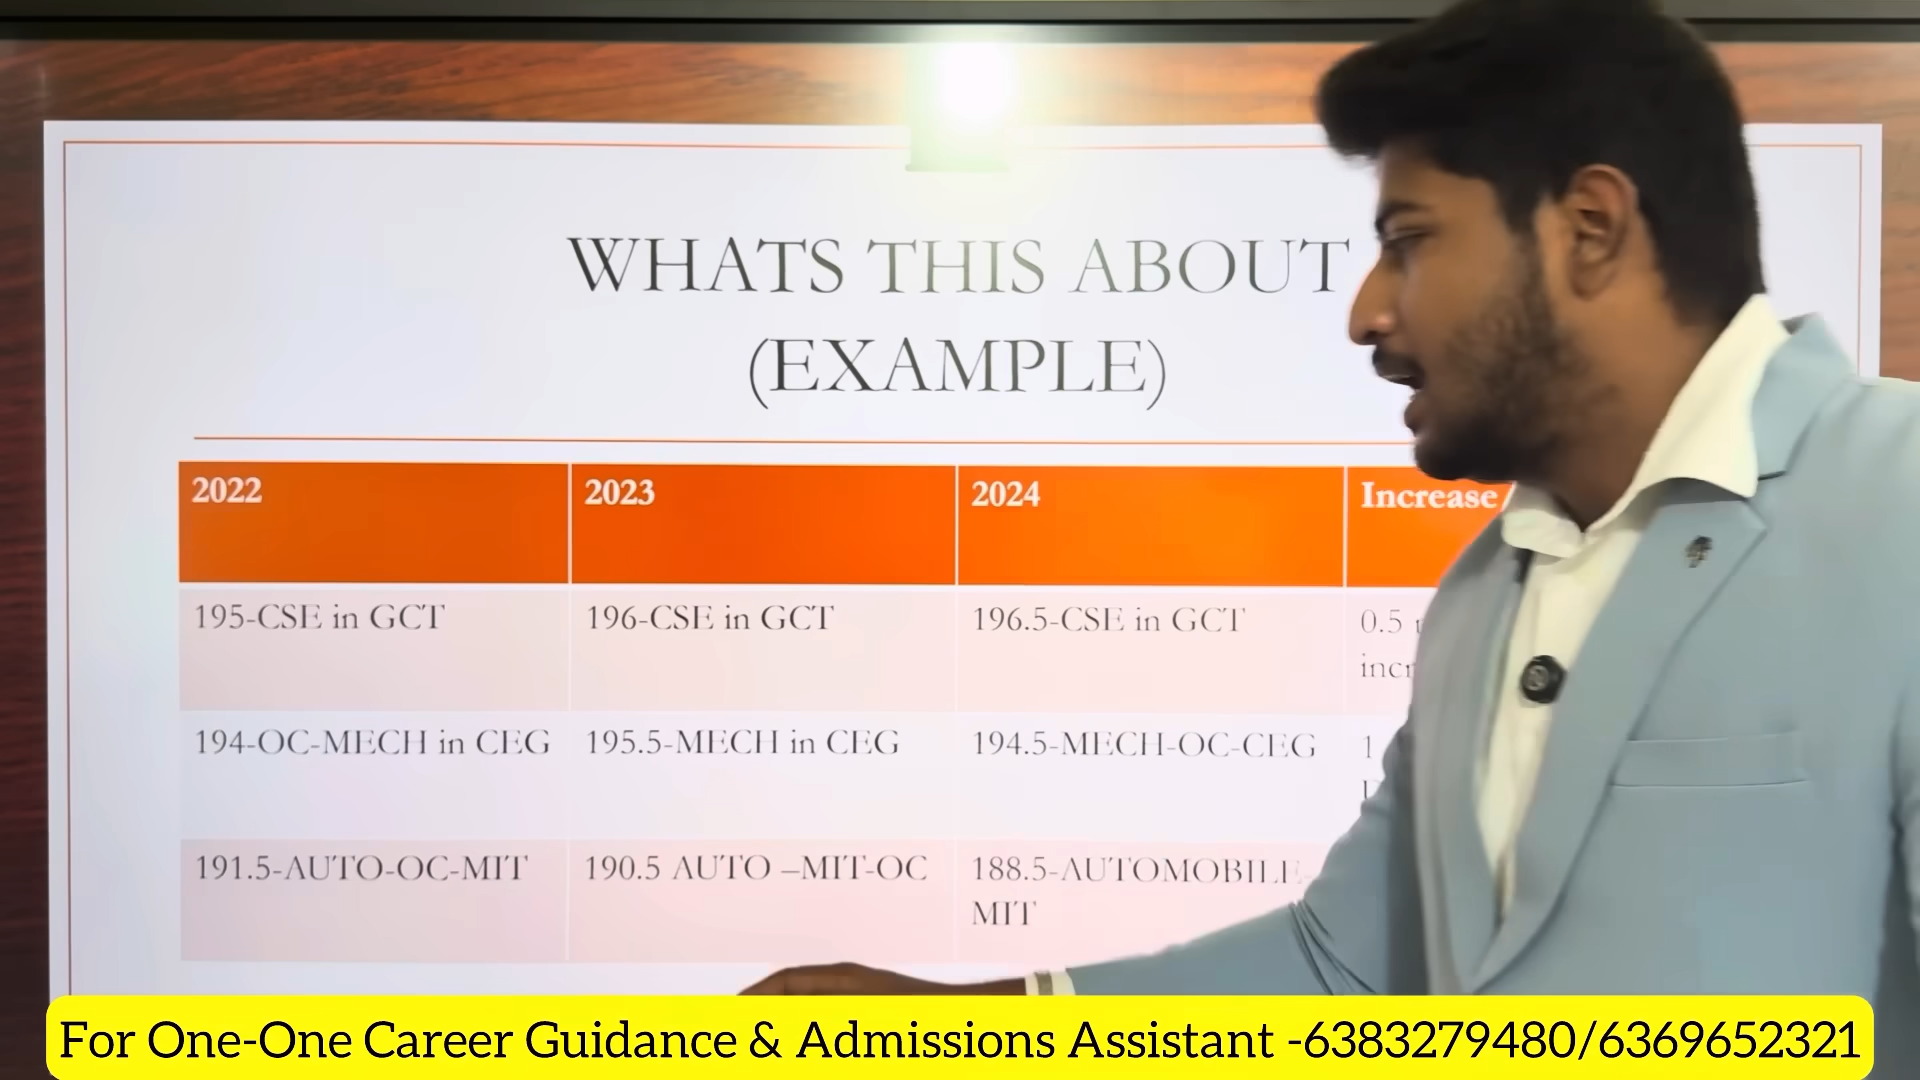 WHATS THIS ABOUT
(EXAMPLE)
2022 2023 2024 Increase
195-CSE in GCT 196-CSE in GCT 196.5-CSE in GCT 0.5
194-OC-MECH in CEG 195.5-MECH in CEG 194.5-MECH-OC-CEG 1
191.5-AUTO-OC-MIT 190.5 AUTO –MIT-OC 188.5-AUTOMOBILE-
MIT
For One-One Career Guidance & Admissions Assistant -6383279480/6369652321